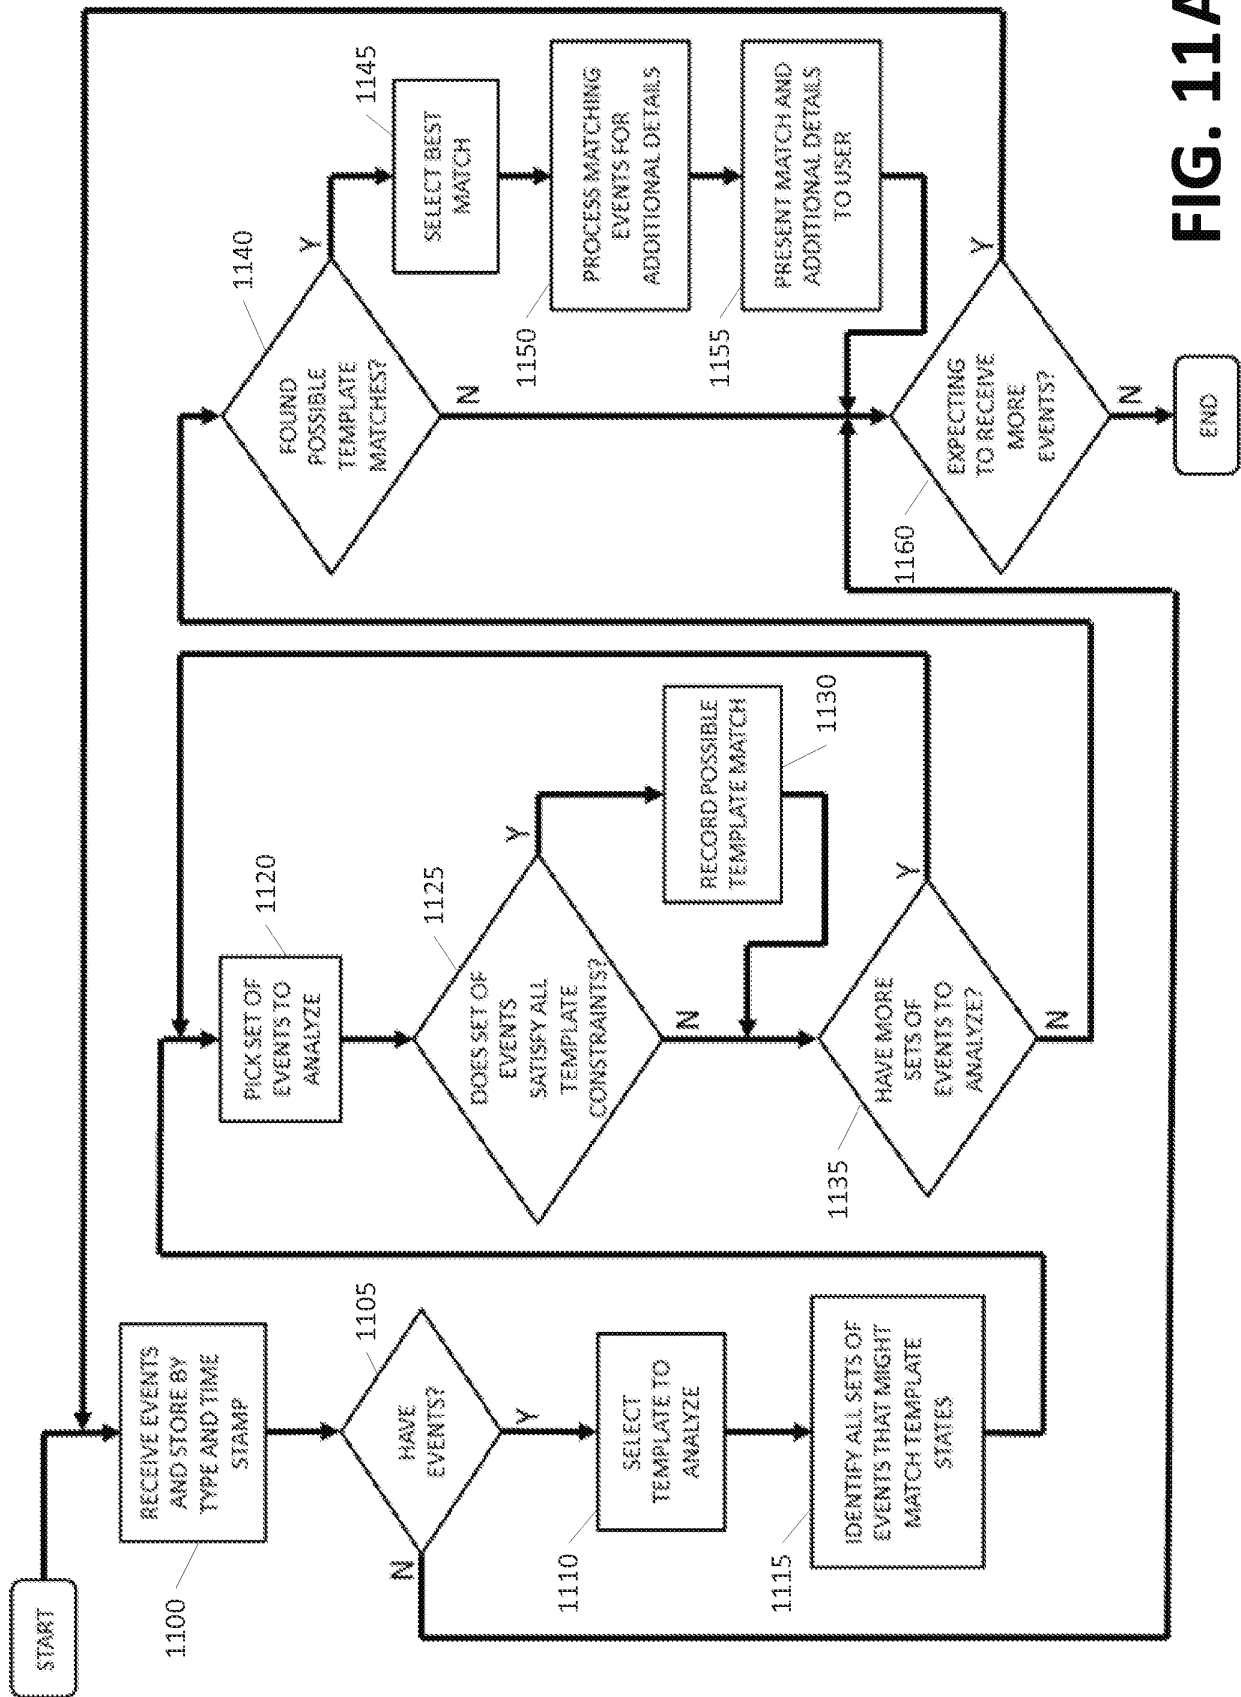 START
RECEIVE EVENTS
AND STORE BY
TYPE AND TIME
STAMP
1100
HAVE
EVENTS?
1105
N
Y
SELECT
TEMPLATE TO
ANALYZE
1110
IDENTIFY ALL SETS OF
EVENTS THAT MIGHT
MATCH TEMPLATE
STATES
1115
PICK SET OF
EVENTS TO
ANALYZE
1120
DOES SET OF
EVENTS
SATISFY ALL
TEMPLATE
CONSTRAINTS?
1125
Y
N
RECORD POSSIBLE
TEMPLATE MATCH
1130
HAVE MORE
SETS OF
EVENTS TO
ANALYZE?
1135
Y
N
FOUND
POSSIBLE
TEMPLATE
MATCHES?
1140
Y
N
SELECT BEST
MATCH
1145
PROCESS MATCHING
EVENTS FOR
ADDITIONAL DETAILS
1150
PRESENT MATCH AND
ADDITIONAL DETAILS
TO USER
1155
EXPECTING
TO RECEIVE
MORE
EVENTS?
1160
Y
N
END
FIG. 11A